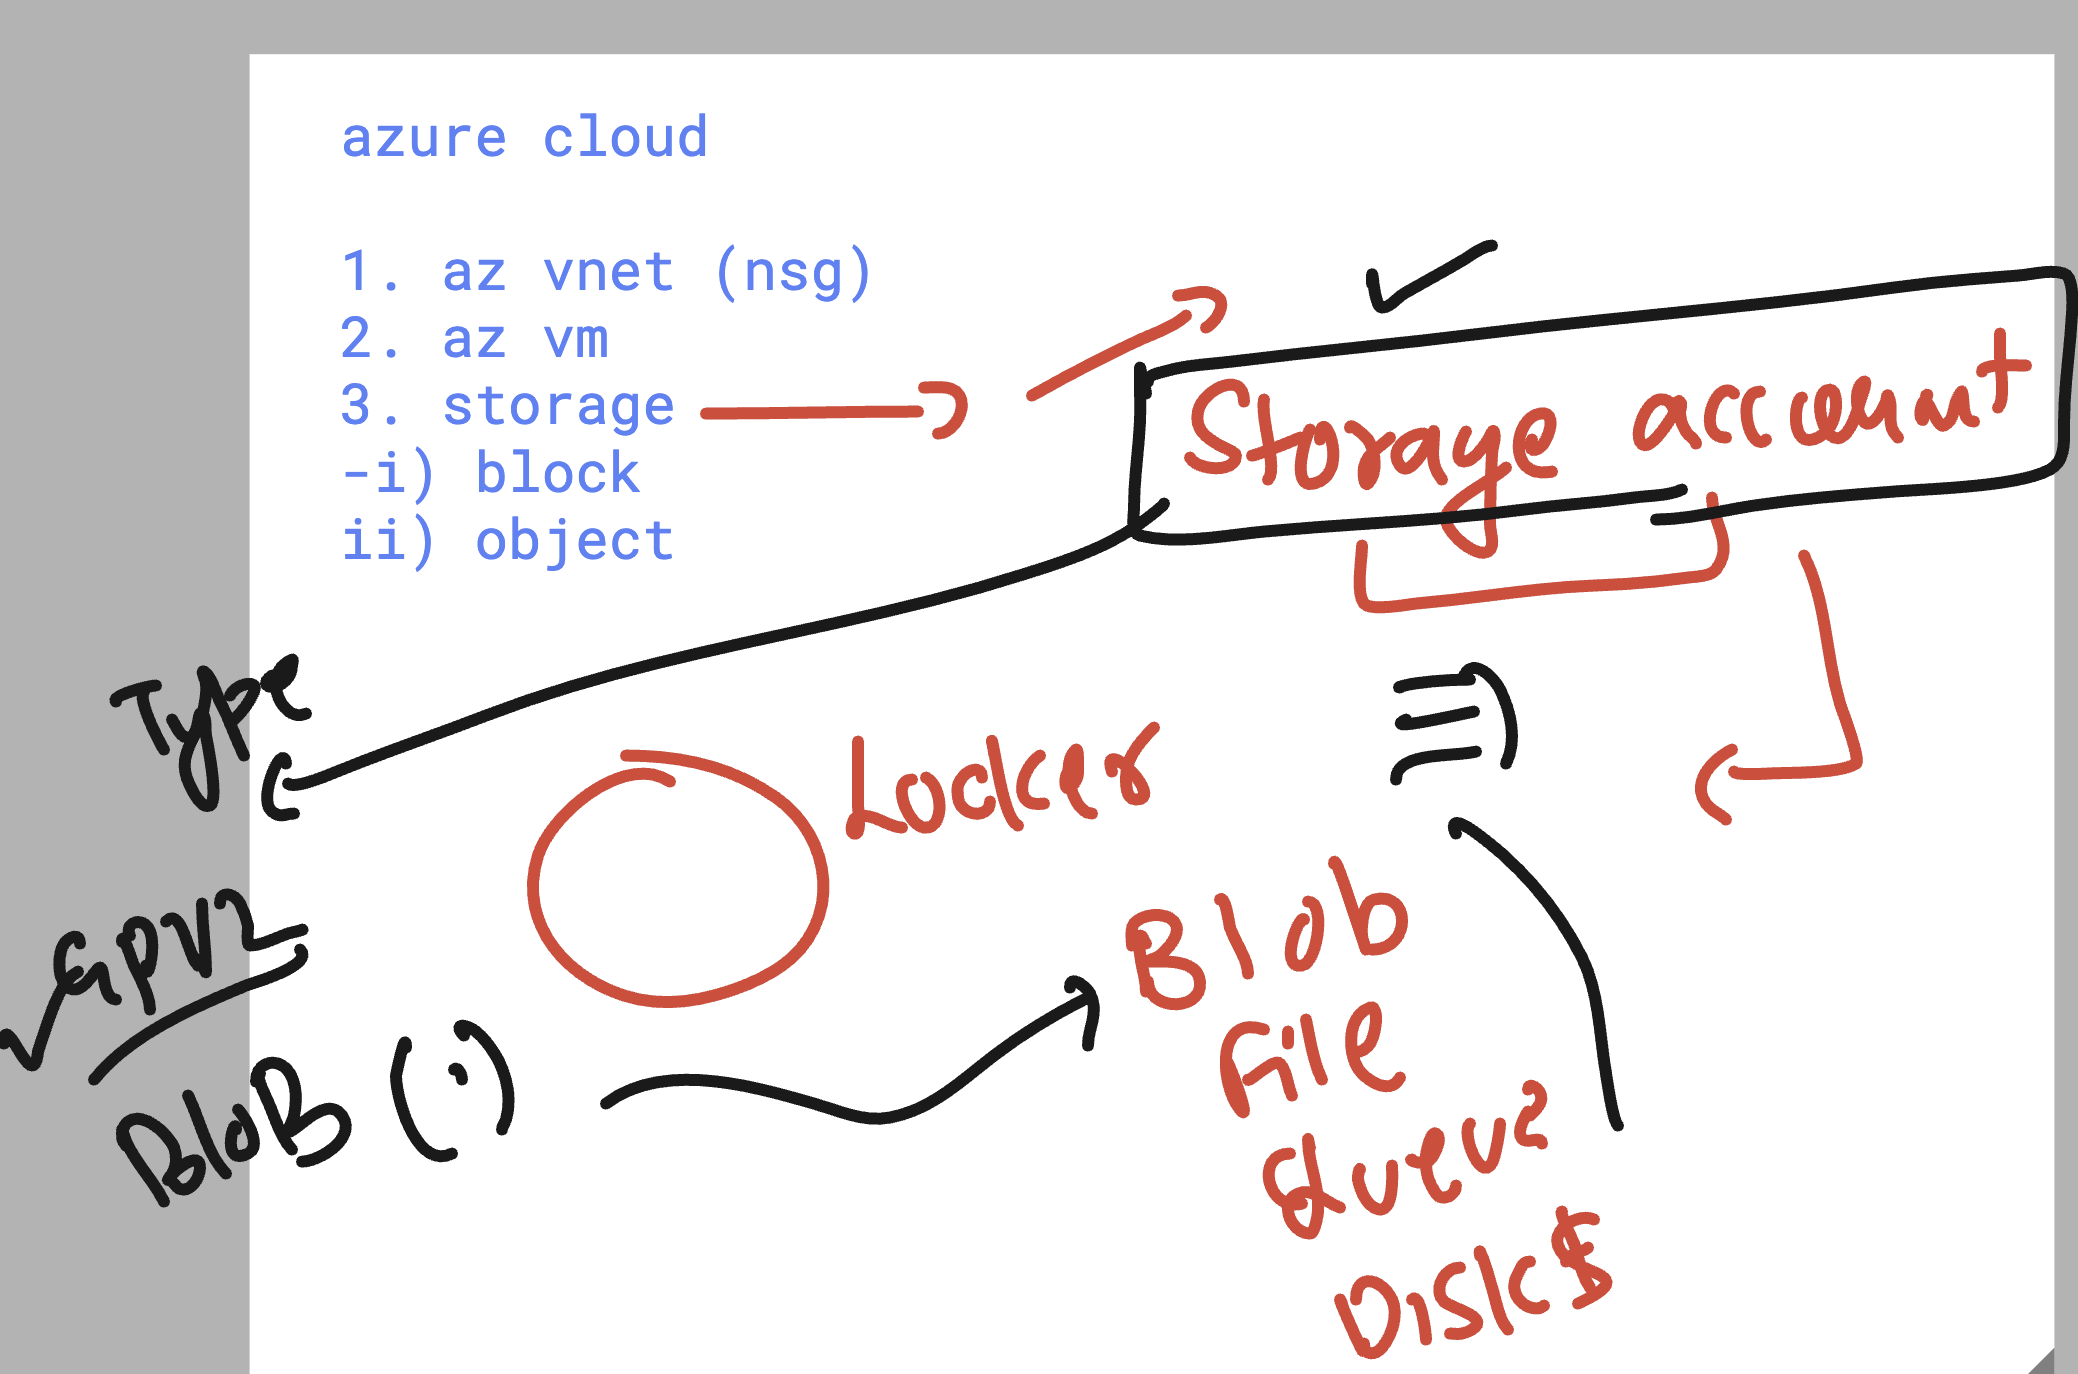 azure cloud
1. az vnet (nsg)
2. az vm
3. storage
-i) block
ii) object
Storage account
Type
GPV2
BloB (:)
Locker
Blob
File
Queue
Disks